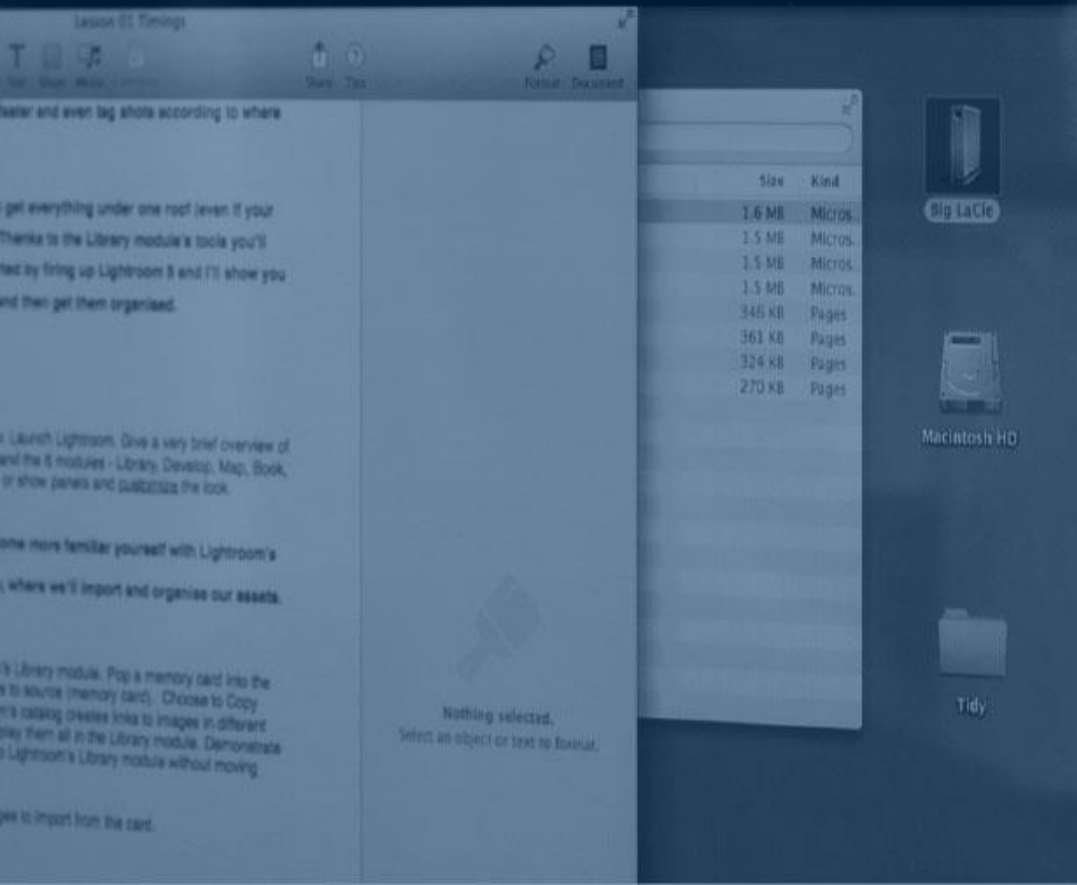 Lesson 01 Timings
Text Shape Media
Share Tips
Format Document
faster and even tag shots according to where
get everything under one roof (even if your
Thanks to the Library module's tools you'll
ted by firing up Lightroom 5 and I'll show you
and then get them organised.
Launch Lightroom. Give a very brief overview of
and the 6 modules - Library, Develop, Map, Book,
or show panels and customize the look.
ome more familiar yourself with Lightroom's
, where we'll import and organise our assets.
's Library module. Pop a memory card into the
to source (memory card). Choose to Copy
m's catalog creates links to images in different
play them all in the Library module. Demonstrate
Lightroom's Library module without moving
ges to import from the card.
Nothing selected.
Select an object or text to format.
Size Kind
1.6 MB Micros...
1.5 MB Micros...
1.5 MB Micros...
1.5 MB Micros...
346 KB Pages
361 KB Pages
324 KB Pages
270 KB Pages
Big LaCie
Macintosh HD
Tidy